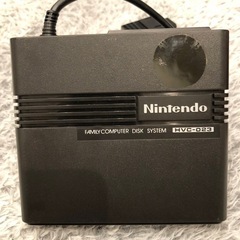 Nintendo
FAMILY COMPUTER DISK SYSTEM HVC-023